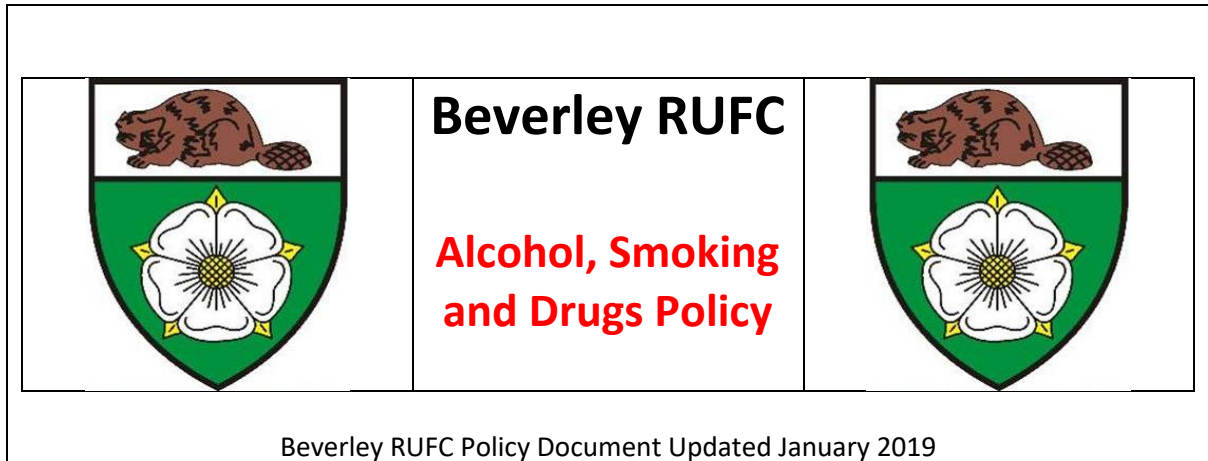 Beverley RUFC
Alcohol, Smoking
and Drugs Policy
Beverley RUFC Policy Document Updated January 2019